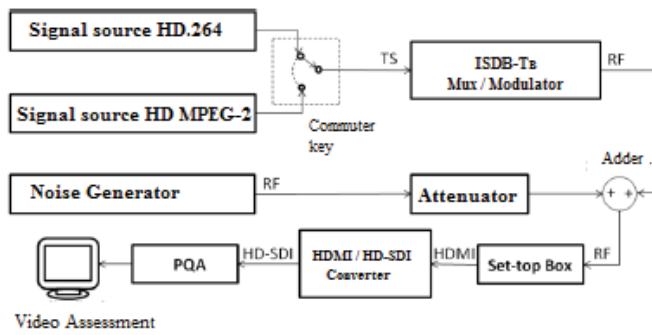 Signal source HD.264
TS
ISDB-TB
Mux / Modulator
RF
Signal source HD MPEG-2
Commuter
key
Adder
Noise Generator
RF
Attenuator
+ +
RF
Video Assessment
PQA
HD-SDI
HDMI / HD-SDI
Converter
HDMI
Set-top Box